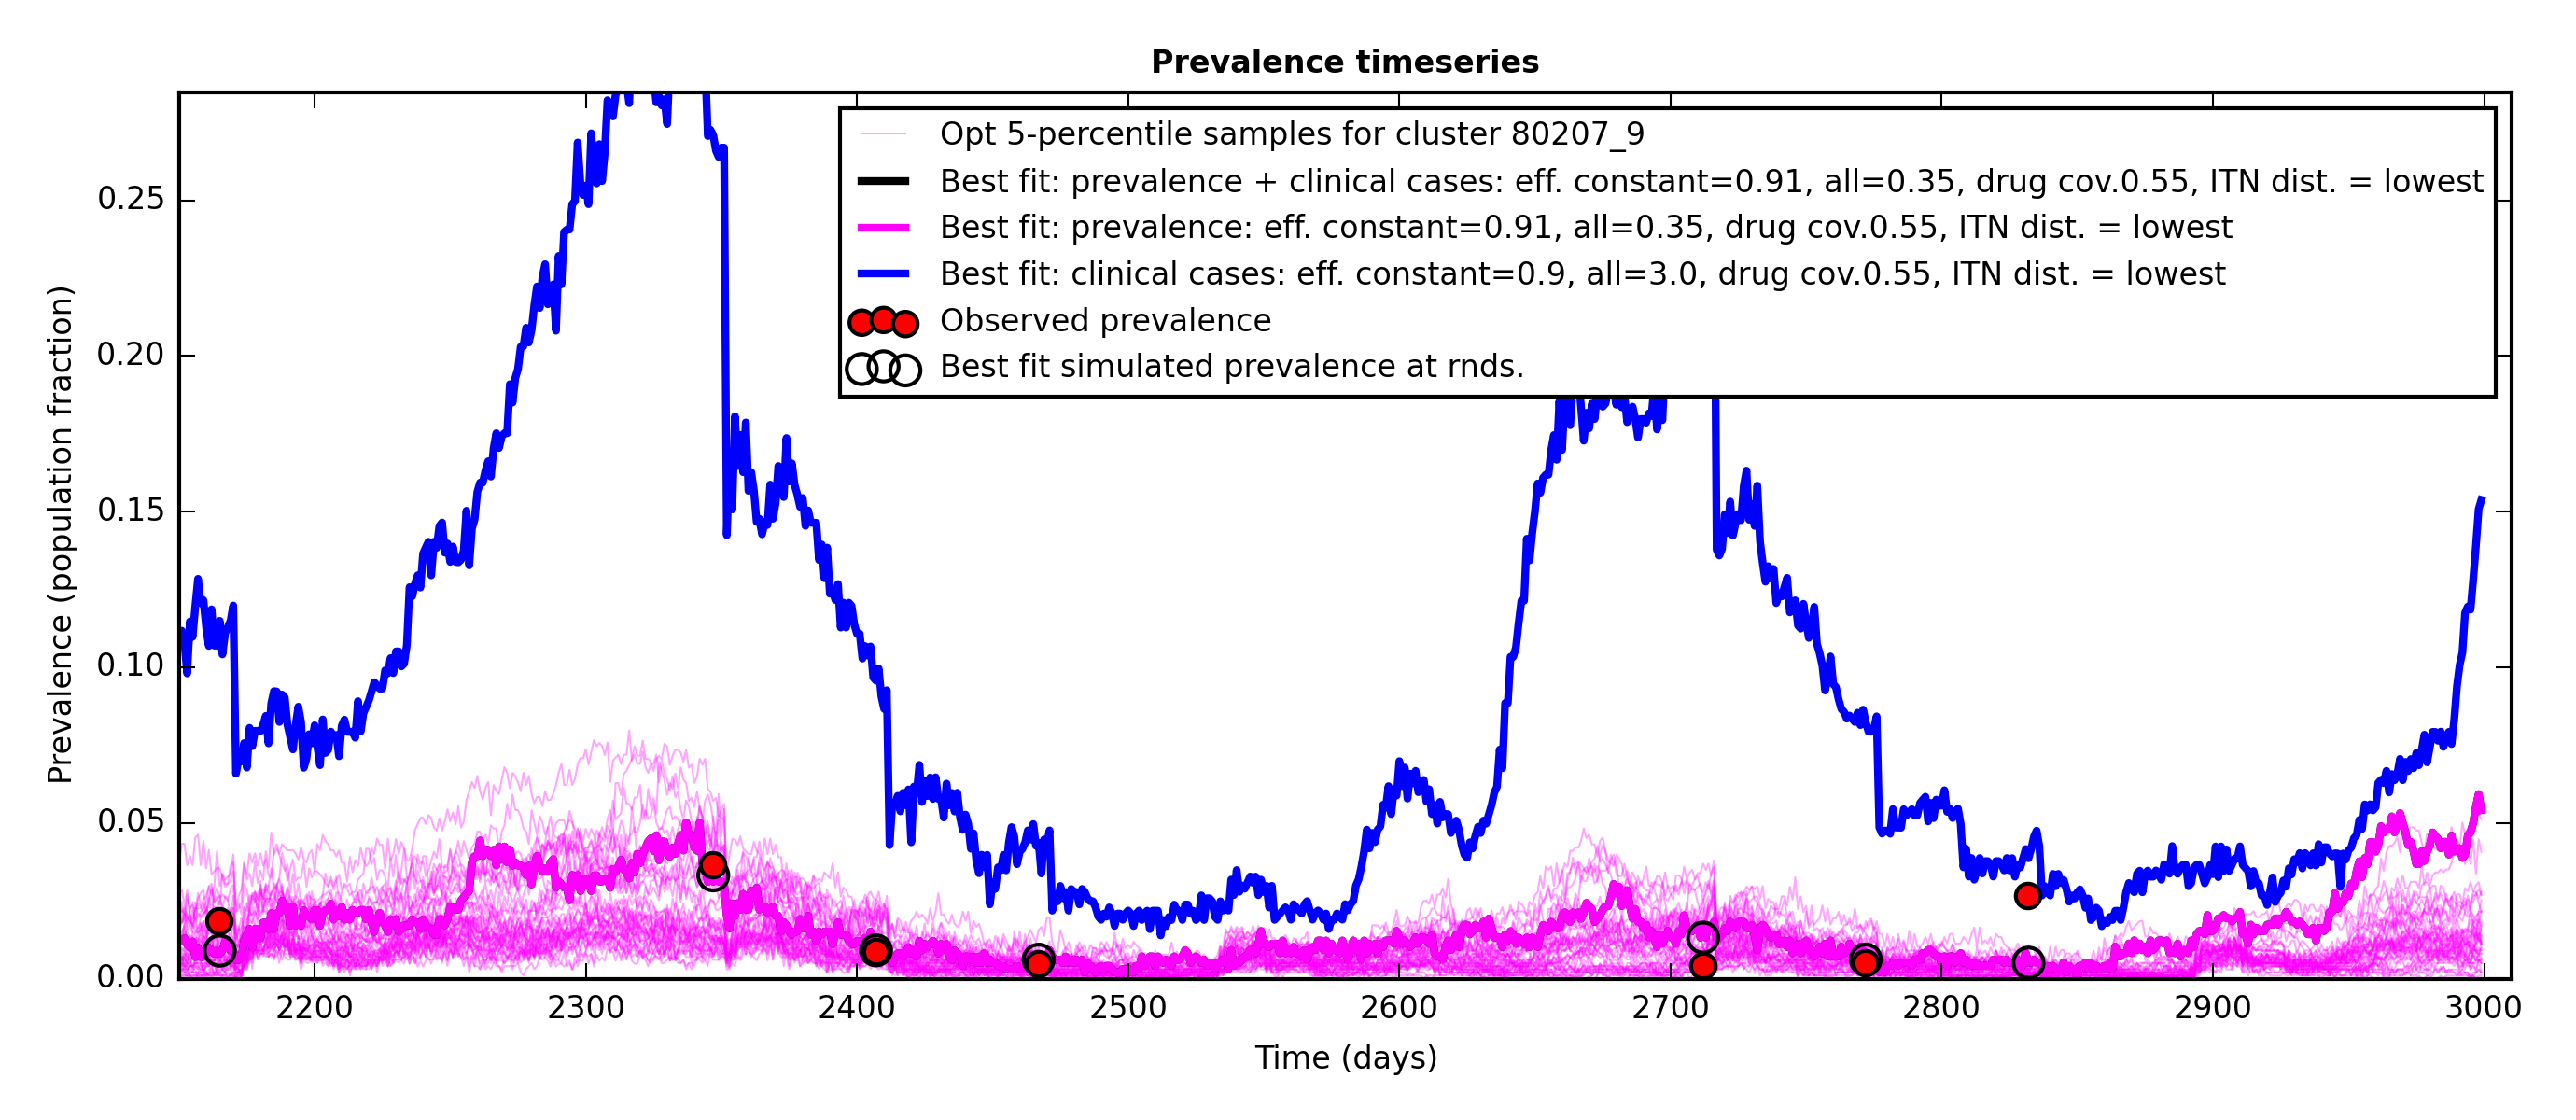 Prevalence timeseries
Opt 5-percentile samples for cluster 80207_9
Best fit: prevalence + clinical cases: eff. constant=0.91, all=0.35, drug cov.0.55, ITN dist. = lowest
Best fit: prevalence: eff. constant=0.91, all=0.35, drug cov.0.55, ITN dist. = lowest
Best fit: clinical cases: eff. constant=0.9, all=3.0, drug cov.0.55, ITN dist. = lowest
Observed prevalence
Best fit simulated prevalence at rnds.
Prevalence (population fraction)
0.25
0.20
0.15
0.10
0.05
0.00
2200 2300 2400 2500 2600 2700 2800 2900 3000
Time (days)